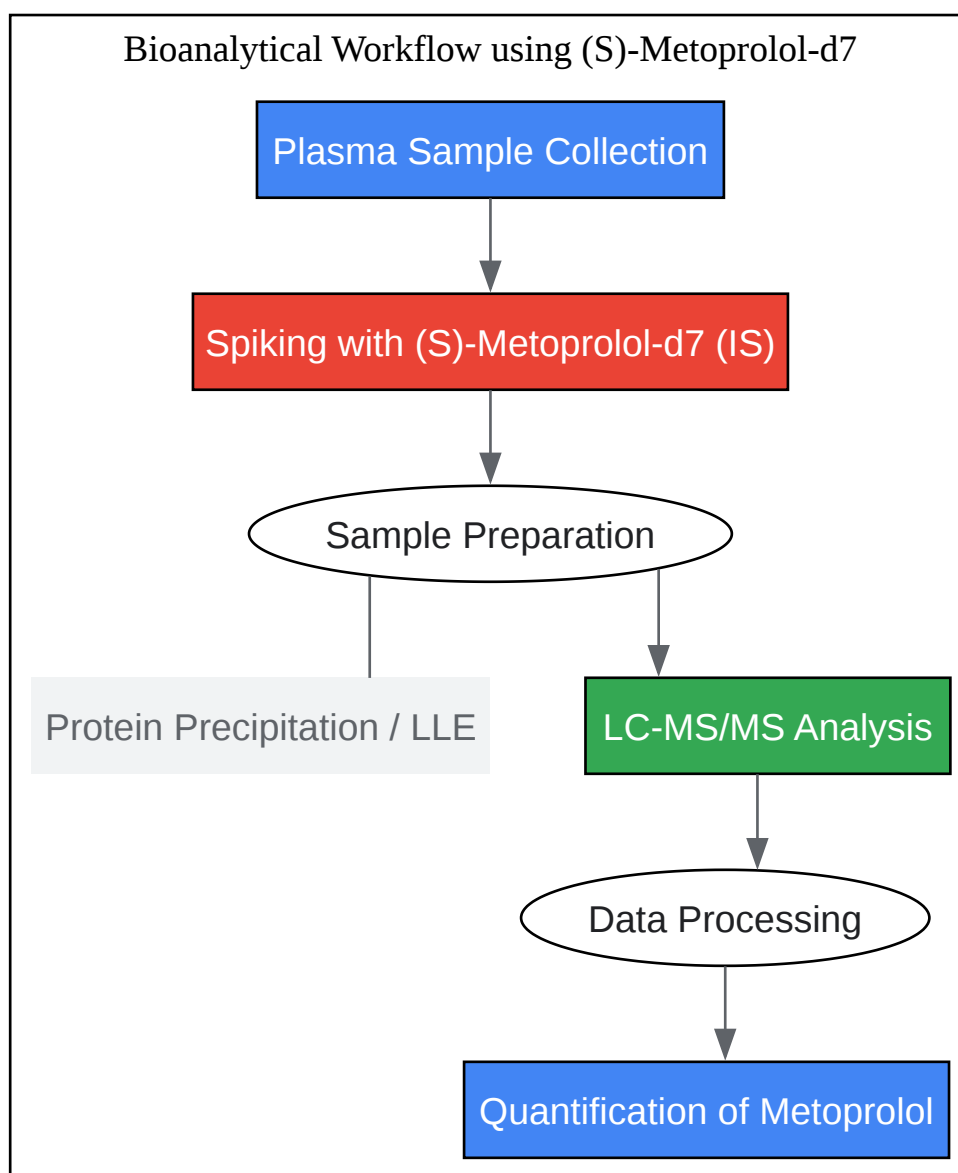 Bioanalytical Workflow using (S)-Metoprolol-d7
Plasma Sample Collection
Spiking with (S)-Metoprolol-d7 (IS)
Sample Preparation
Protein Precipitation / LLE
LC-MS/MS Analysis
Data Processing
Quantification of Metoprolol